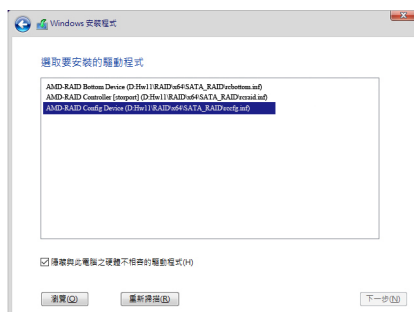 Windows 安裝程式
選取要安裝的驅動程式
AMD-RAID Bottom Device (D:\Hw11\RAID\x64\SATA_RAID\rcbottom.inf)
AMD-RAID Controller [storport] (D:\Hw11\RAID\x64\SATA_RAID\rcraid.inf)
AMD-RAID Config Device (D:\Hw11\RAID\x64\SATA_RAID\rccfg.inf)
隱藏與此電腦之硬體不相容的驅動程式(H)
瀏覽(O) 重新掃描(R) 下一步(N)